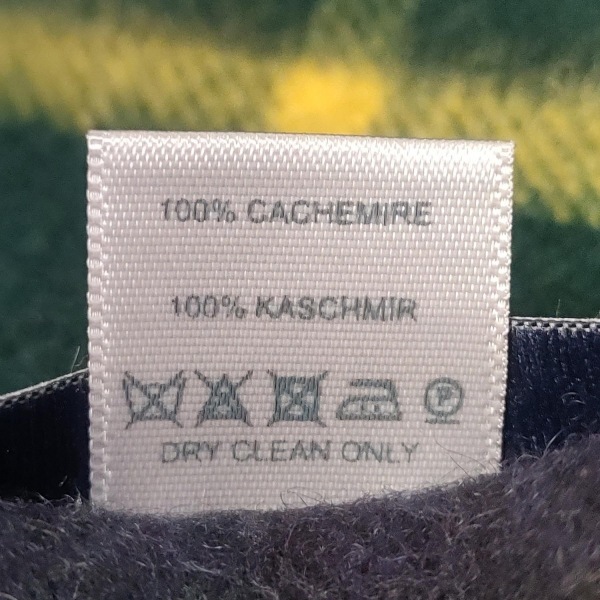 100% CACHEMIRE
100% KASCHMIR
P
DRY CLEAN ONLY